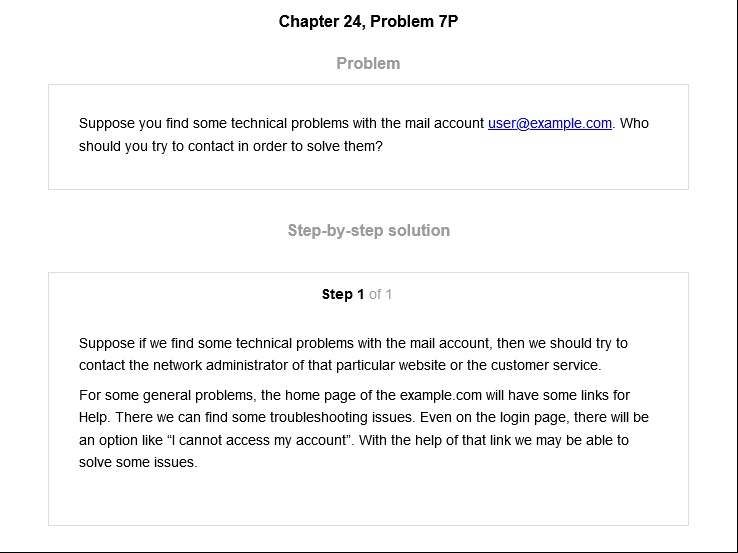 Chapter 24, Problem 7P
Problem
Suppose you find some technical problems with the mail account user@example.com. Who
should you try to contact in order to solve them?
Step-by-step solution
Step 1 of 1
Suppose if we find some technical problems with the mail account, then we should try to
contact the network administrator of that particular website or the customer service.
For some general problems, the home page of the example.com will have some links for
Help. There we can find some troubleshooting issues. Even on the login page, there will be
an option like “I cannot access my account”. With the help of that link we may be able to
solve some issues.